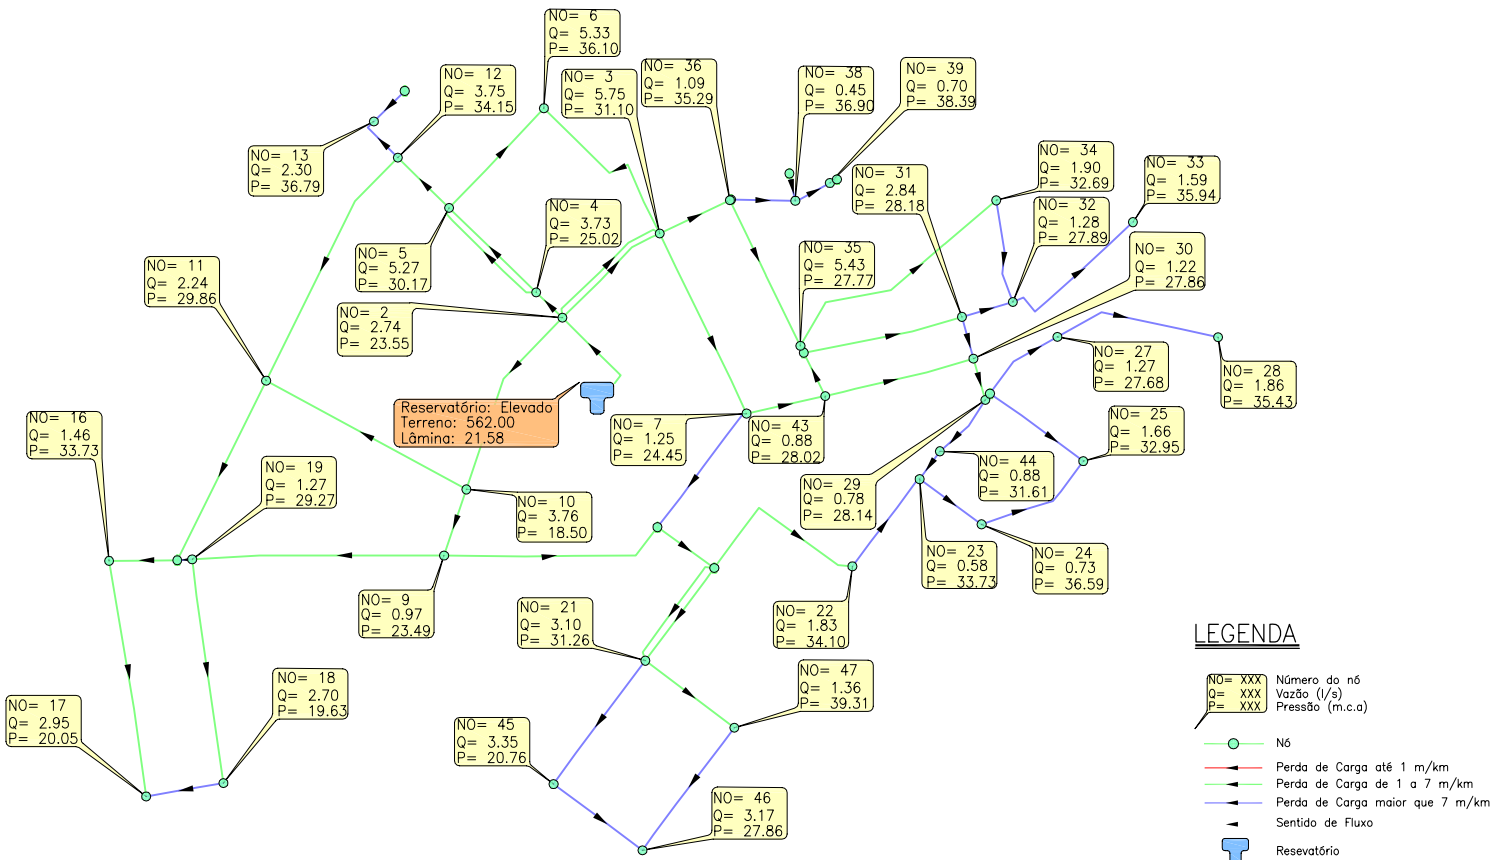 NO= 6
Q= 5.33
P= 36.10
NO= 12
Q= 3.75
P= 34.15
NO= 3
Q= 5.75
P= 31.10
NO= 36
Q= 1.09
P= 35.29
NO= 38
Q= 0.45
P= 36.90
NO= 39
Q= 0.70
P= 38.39
NO= 13
Q= 2.30
P= 36.79
NO= 34
Q= 1.90
P= 32.69
NO= 33
Q= 1.59
P= 35.94
NO= 31
Q= 2.84
P= 28.18
NO= 4
Q= 3.73
P= 25.02
NO= 32
Q= 1.28
P= 27.89
NO= 5
Q= 5.27
P= 30.17
NO= 35
Q= 5.43
P= 27.77
NO= 30
Q= 1.22
P= 27.86
NO= 11
Q= 2.24
P= 29.86
NO= 2
Q= 2.74
P= 23.55
NO= 27
Q= 1.27
P= 27.68
NO= 28
Q= 1.86
P= 35.43
Reservatório: Elevado
Terreno: 562.00
Lâmina: 21.58
NO= 16
Q= 1.46
P= 33.73
NO= 7
Q= 1.25
P= 24.45
NO= 43
Q= 0.88
P= 28.02
NO= 25
Q= 1.66
P= 32.95
NO= 19
Q= 1.27
P= 29.27
NO= 44
Q= 0.88
P= 31.61
NO= 29
Q= 0.78
P= 28.14
NO= 10
Q= 3.76
P= 18.50
NO= 23
Q= 0.58
P= 33.73
NO= 24
Q= 0.73
P= 36.59
NO= 9
Q= 0.97
P= 23.49
NO= 21
Q= 3.10
P= 31.26
NO= 22
Q= 1.83
P= 34.10
NO= 18
Q= 2.70
P= 19.63
NO= 47
Q= 1.36
P= 39.31
NO= 17
Q= 2.95
P= 20.05
NO= 45
Q= 3.35
P= 20.76
NO= 46
Q= 3.17
P= 27.86
LEGENDA
NO= XXX Número do nó
Q= XXX Vazão (l/s)
P= XXX Pressão (m.c.a)
Nó
Perda de Carga até 1 m/km
Perda de Carga de 1 a 7 m/km
Perda de Carga maior que 7 m/km
Sentido de Fluxo
Resevatório